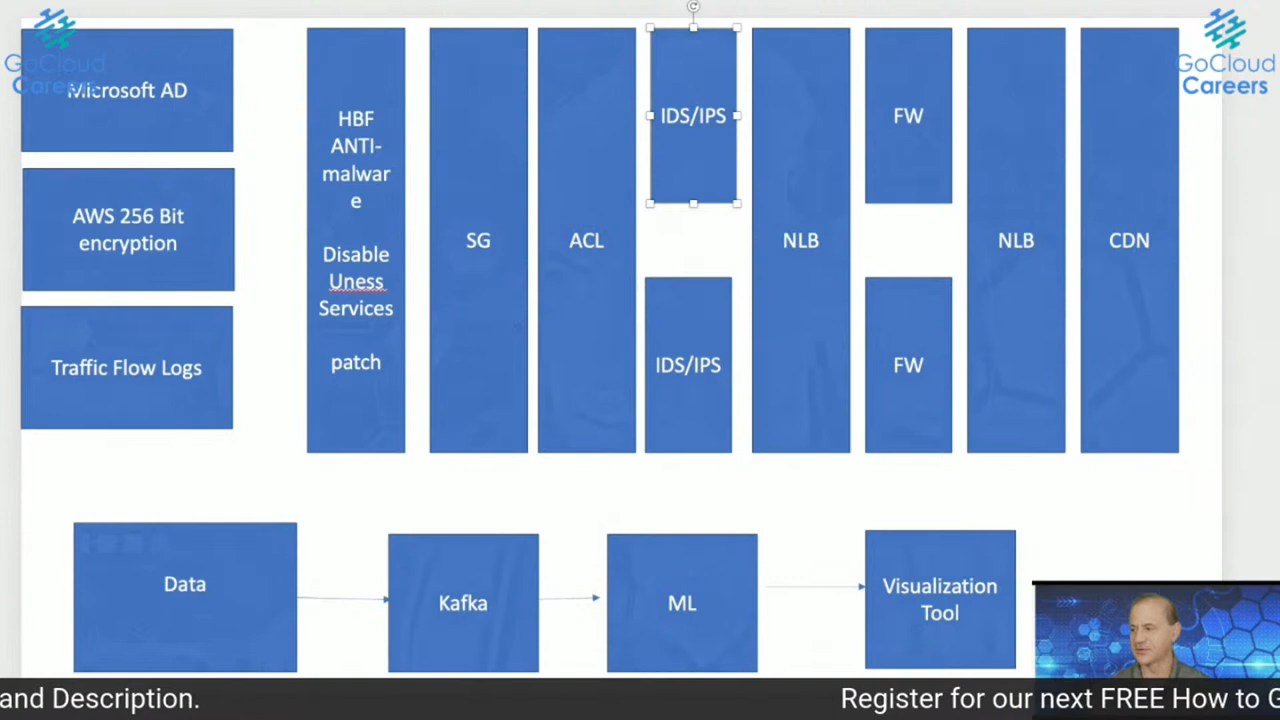 GoCloud
Careers
Microsoft AD
AWS 256 Bit
encryption
Traffic Flow Logs
HBF
ANTI-
malwar
e
Disable
Uness
Services
patch
SG
ACL
IDS/IPS
IDS/IPS
NLB
FW
FW
NLB
CDN
GoCloud
Careers
Data
Kafka
ML
Visualization
Tool
and Description.
Register for our next FREE How to G